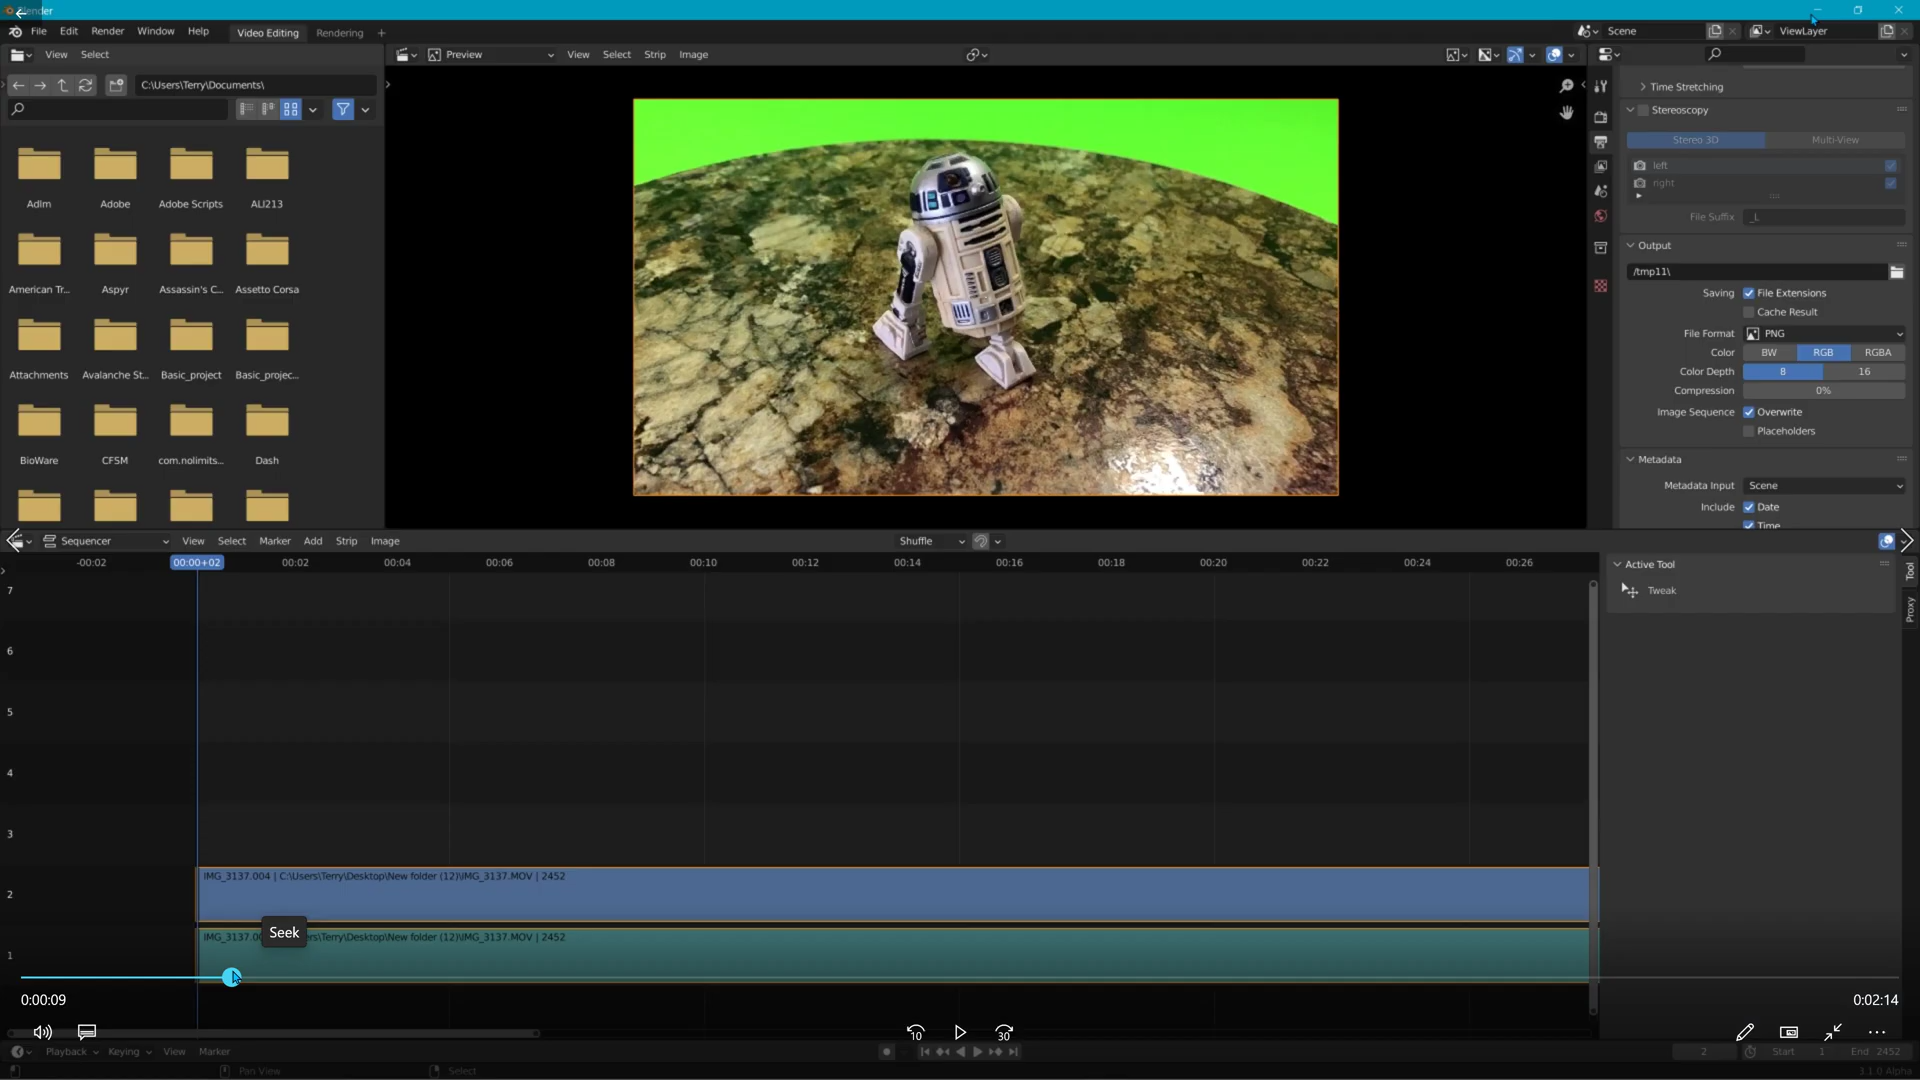 Blender
File Edit Render Window Help Video Editing Rendering + Scene ViewLayer
View Select Preview View Select Strip Image
C:\Users\Terry\Documents\
AdIm Adobe Adobe Scripts ALI213
American Tr... Aspyr Assassin's C... Assetto Corsa
Attachments Avalanche St... Basic_project Basic_projec...
BioWare CFSM com.nolimits... Dash
Time Stretching
Stereoscopy
Stereo 3D Multi-View
left
right
File Suffix _L
Output
/tmp11\
Saving File Extensions
Cache Result
File Format PNG
Color BW RGB RGBA
Color Depth 8 16
Compression 0%
Image Sequence Overwrite
Placeholders
Metadata
Metadata Input Scene
Include Date
Time
Sequencer View Select Marker Add Strip Image Shuffle
-00:02 00:00+02 00:02 00:04 00:06 00:08 00:10 00:12 00:14 00:16 00:18 00:20 00:22 00:24 00:26
Active Tool
Tweak
Tool
Proxy
7
6
5
4
3
2
1
IMG_3137.004 | C:\Users\Terry\Desktop\New folder (12)\IMG_3137.MOV | 2452
Seek
IMG_3137.00 ers\Terry\Desktop\New folder (12)\IMG_3137.MOV | 2452
0:00:09 0:02:14
10 30
Playback Keying View Marker 2 Start 1 End 2452
Pan View Select 3.1.0 Alpha